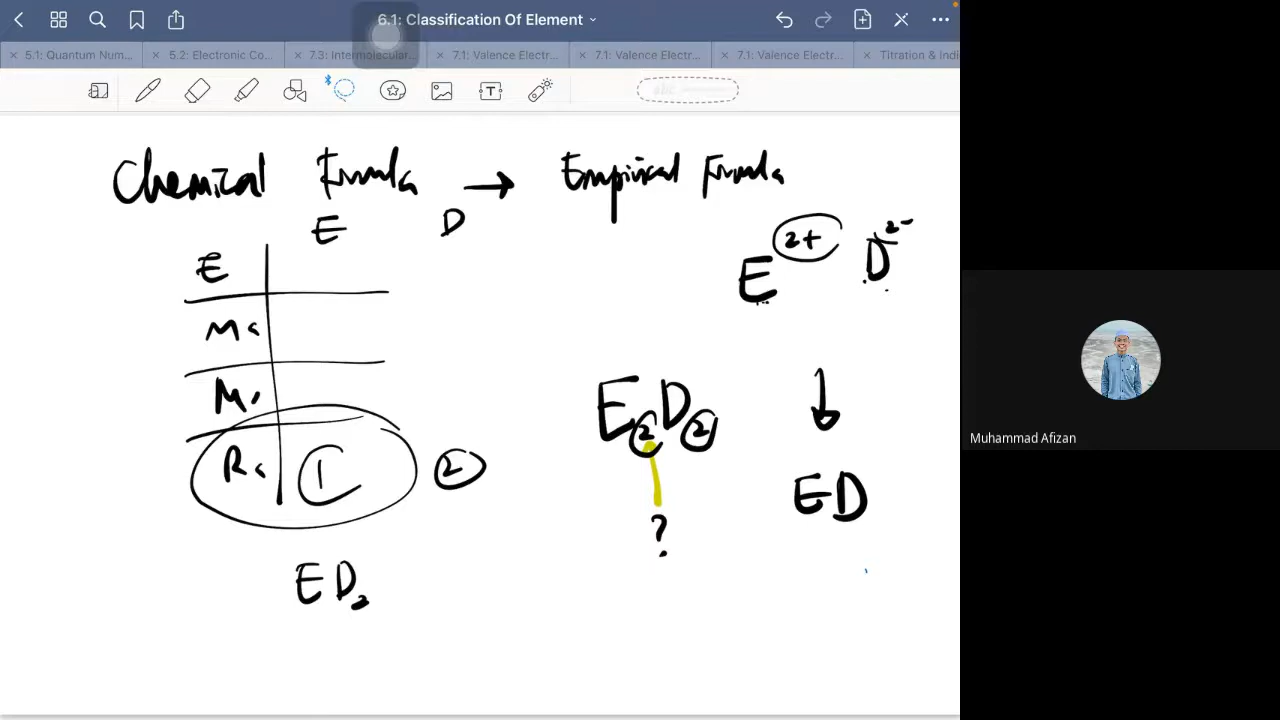 6.1: Classification Of Element
5.1: Quantum Num...
5.2: Electronic Co...
7.3: Intermolecular...
7.1: Valence Electr...
7.1: Valence Electr...
7.1: Valence Electr...
Titration & Indi
T
abc
Chemical Formula → Empirical Formula
E D
E²⁺ D²⁻
E
E₂D₂
?
ED
① ②
ED₂
Muhammad Afizan